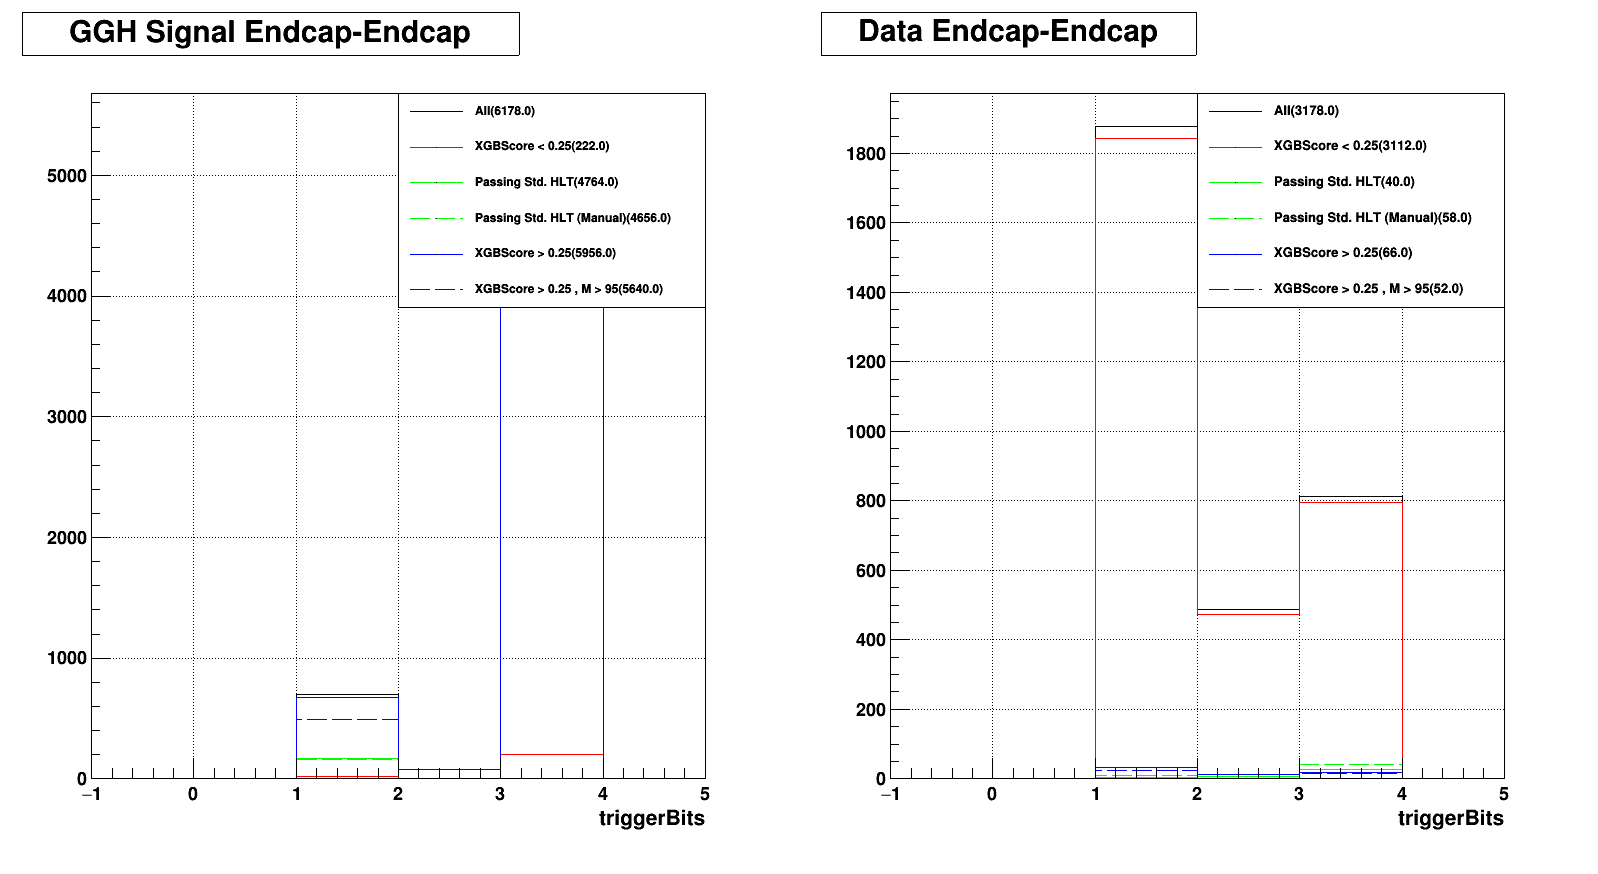 GGH Signal Endcap-Endcap
All(6178.0)
XGBScore < 0.25(222.0)
Passing Std. HLT(4764.0)
Passing Std. HLT (Manual)(4656.0)
XGBScore > 0.25(5956.0)
XGBScore > 0.25 , M > 95(5640.0)
5000
4000
3000
2000
1000
0
−1 0 1 2 3 4 5
triggerBits
Data Endcap-Endcap
All(3178.0)
XGBScore < 0.25(3112.0)
Passing Std. HLT(40.0)
Passing Std. HLT (Manual)(58.0)
XGBScore > 0.25(66.0)
XGBScore > 0.25 , M > 95(52.0)
1800
1600
1400
1200
1000
800
600
400
200
0
−1 0 1 2 3 4 5
triggerBits